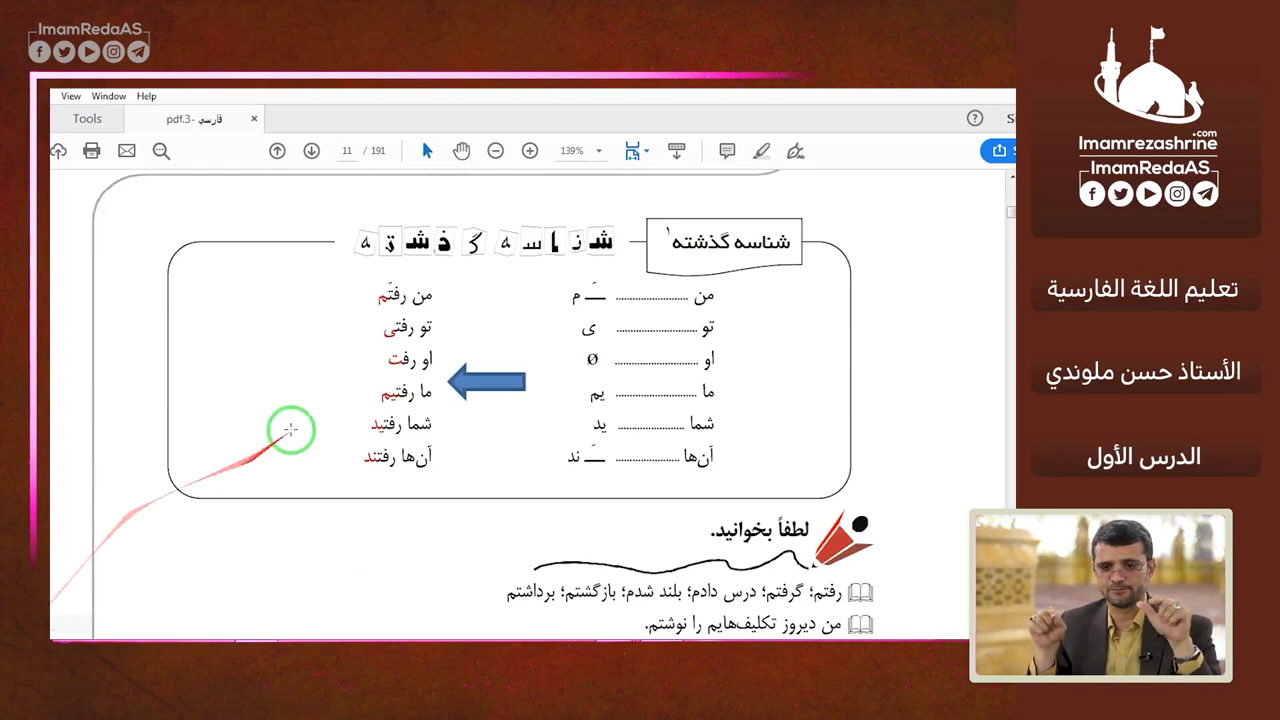 ImamRedaAS
View Window Help
Tools
فارسي -3.pdf
11 / 191
139%
شناسه گذشته
شناسه گذشته۱
من ........................ ـَـ م
من رفتَم
تو ........................... ی
تو رفتی
او ........................... Ø
او رفت
ما ........................... یم
ما رفتیم
شما ...................... ید
شما رفتید
آن‌ها ..................... ـَـ ند
آن‌ها رفتند
لطفاً بخوانید.
رفتم؛ گرفتم؛ درس دادم؛ بلند شدم؛ بازگشتم؛ برداشتم
من دیروز تکلیف‌هایم را نوشتم.
.com
Imamrezashrine
ImamRedaAS
تعليم اللغة الفارسية
الأستاذ حسن ملوندي
الدرس الأول